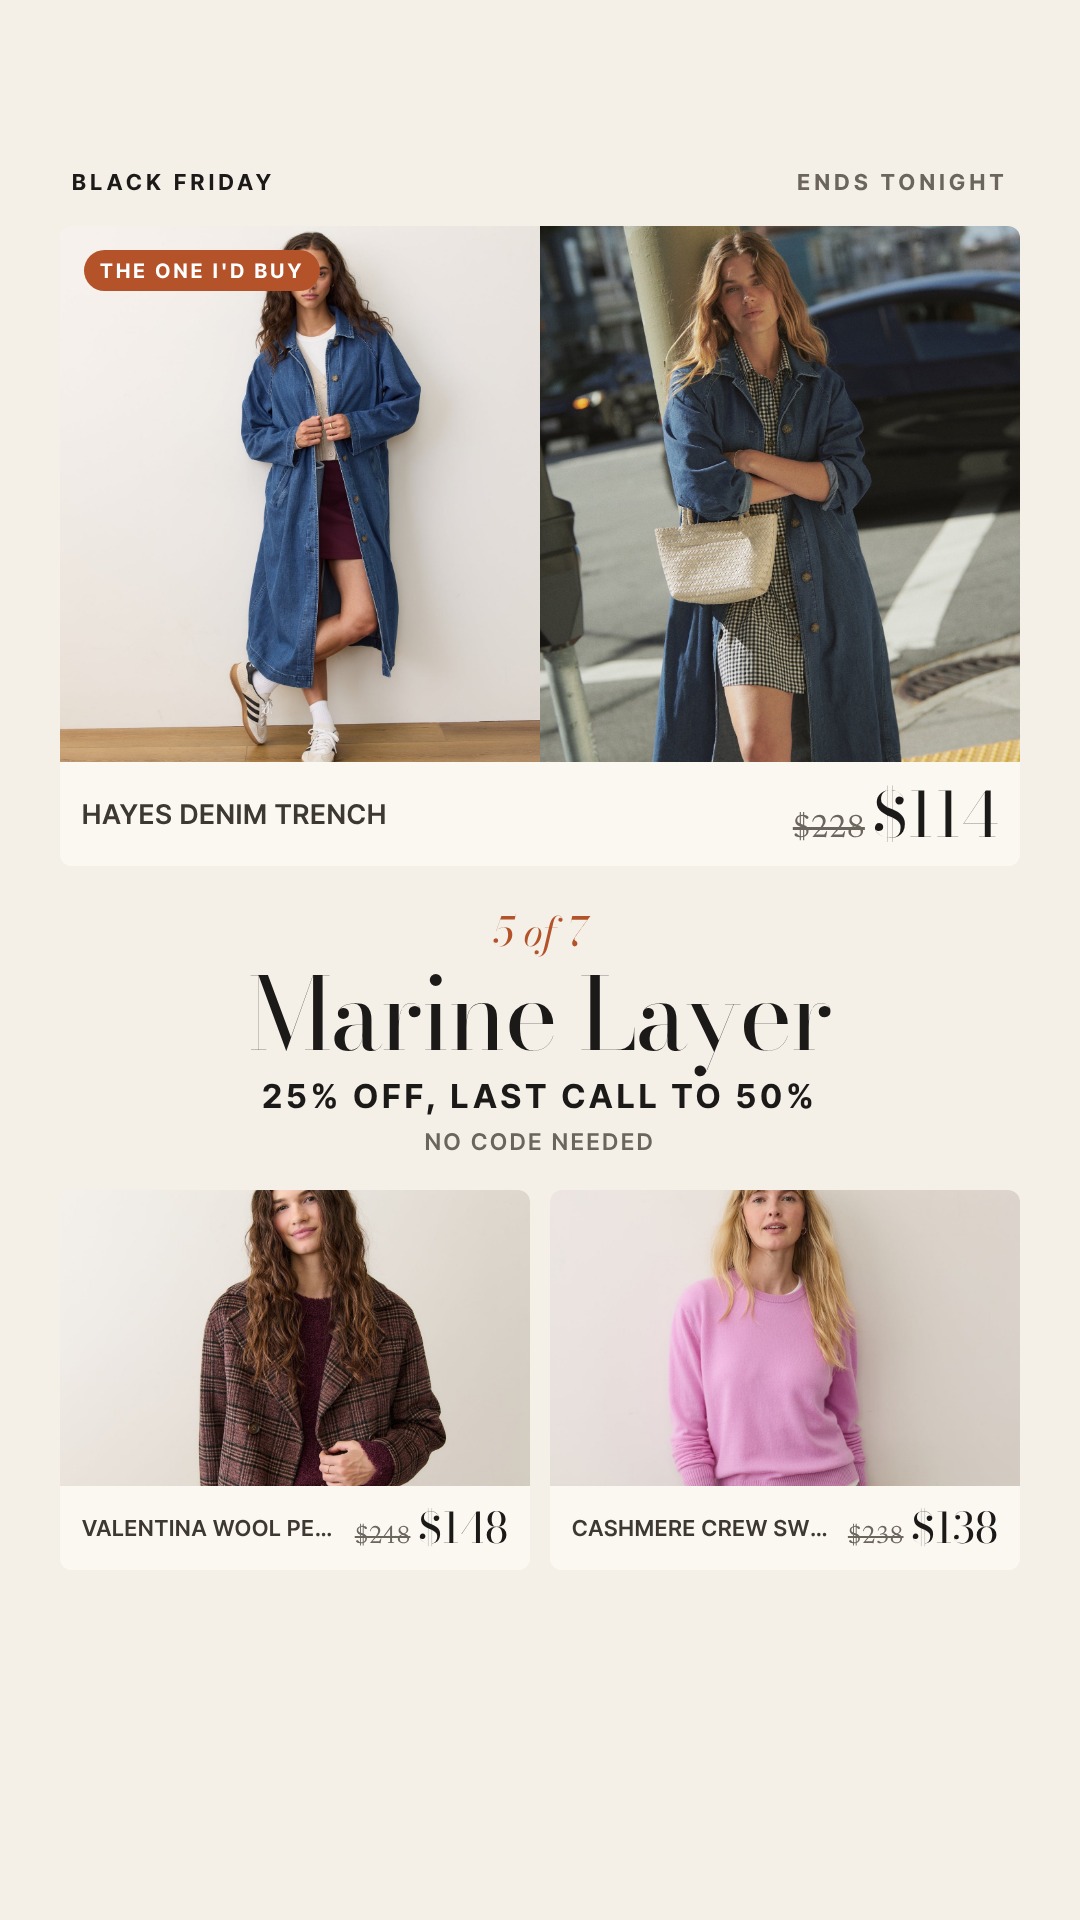 BLACK FRIDAY
ENDS TONIGHT
THE ONE I'D BUY
HAYES DENIM TRENCH
$228 $114
5 of 7
Marine Layer
25% OFF, LAST CALL TO 50%
NO CODE NEEDED
VALENTINA WOOL PE... $248 $148
CASHMERE CREW SW... $238 $138